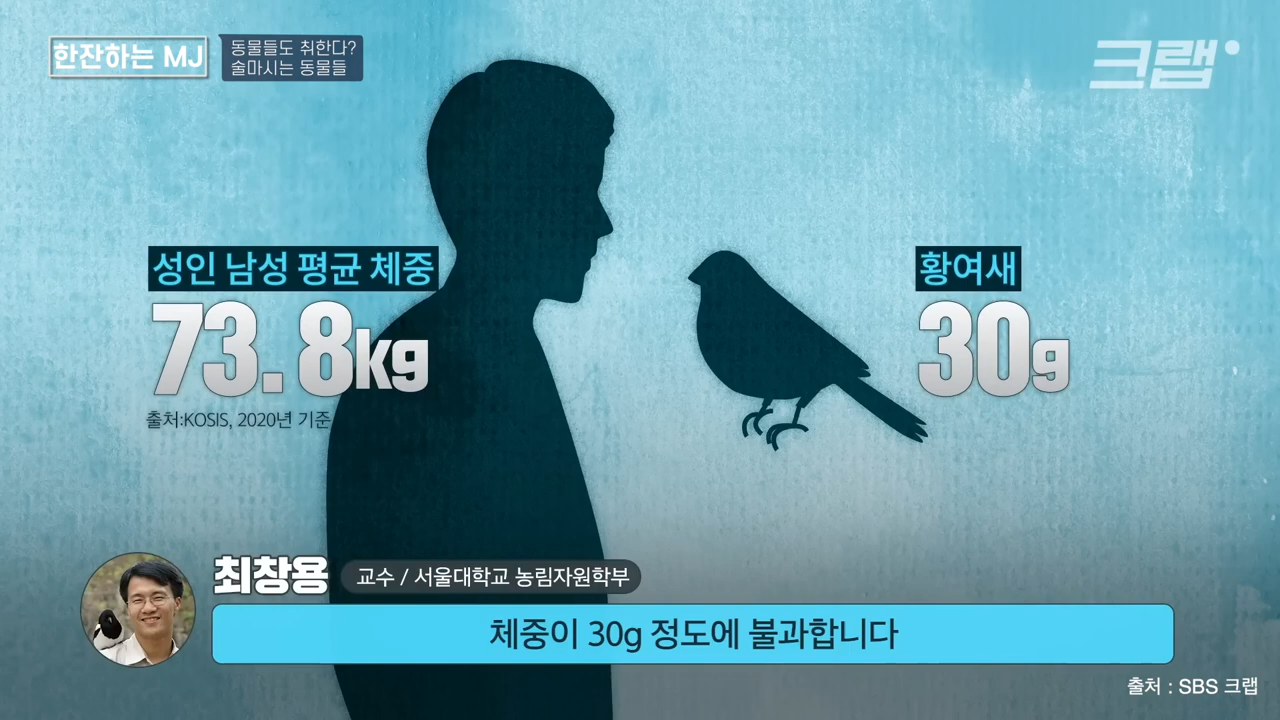 한잔하는 MJ
동물들도 취한다?
술마시는 동물들
크랩
성인 남성 평균 체중
73.8kg
출처:KOSIS, 2020년 기준
황여새
30g
최창용
교수 / 서울대학교 농림자원학부
체중이 30g 정도에 불과합니다
출처 : SBS 크랩